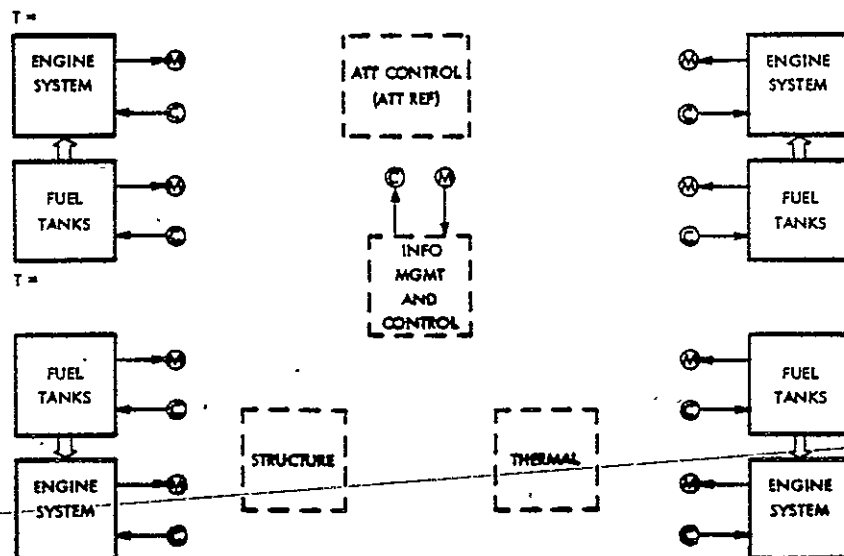 T =
ENGINE
SYSTEM
M
C
FUEL
TANKS
M
C
T =
ATT CONTROL
(ATT REF)
C
M
INFO
MGMT
AND
CONTROL
M
C
ENGINE
SYSTEM
M
C
FUEL
TANKS
FUEL
TANKS
M
C
ENGINE
SYSTEM
M
C
STRUCTURE
THERMAL
M
C
FUEL
TANKS
M
C
ENGINE
SYSTEM